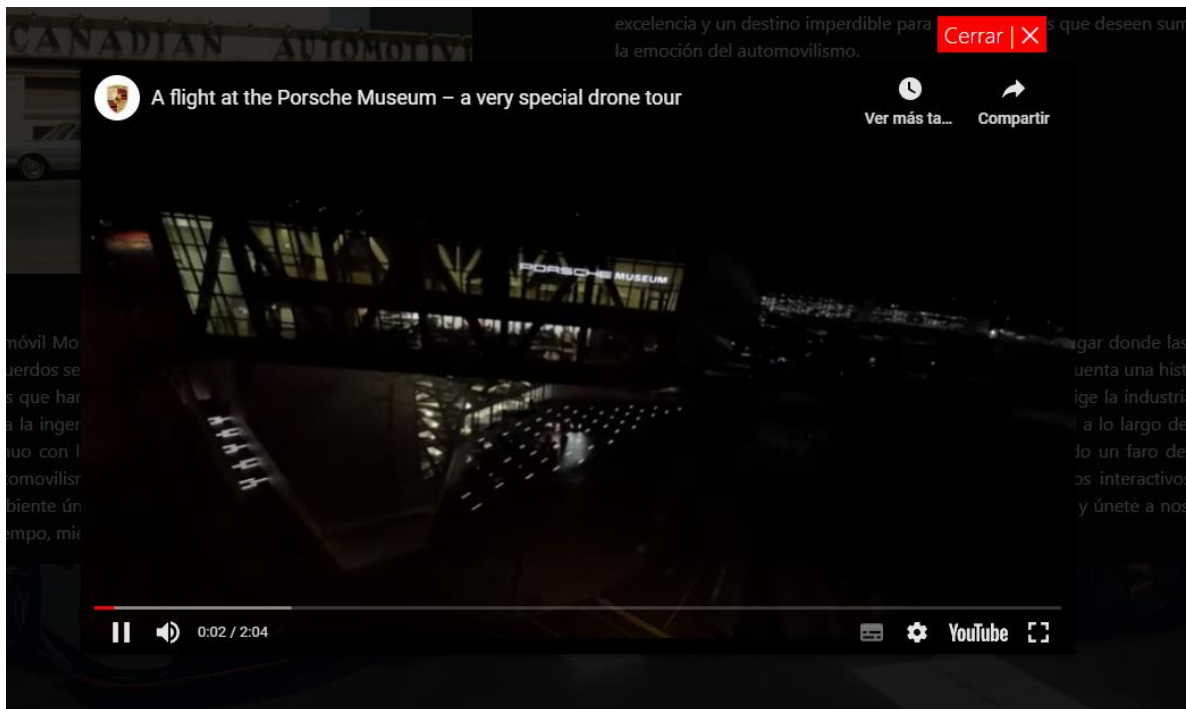 CANADIAN AUTOMOTIV
excelencia y un destino imperdible para
s que deseen sum
la emoción del automovilismo.
Cerrar | X
A flight at the Porsche Museum – a very special drone tour
Ver más ta...
Compartir
PORSCHE MUSEUM
móvil Mo
uerdos se
s que har
a la inger
nuo con l
tomovilisr
biente ún
empo, mie
gar donde las
uenta una hist
ige la industri
a lo largo de
do un faro de
os interactivos
y únete a nos
0:02 / 2:04
YouTube